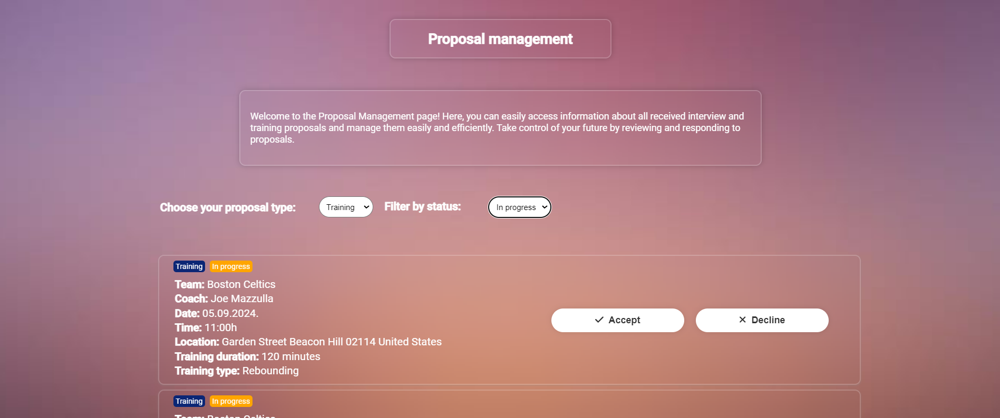 Proposal management
Welcome to the Proposal Management page! Here, you can easily access information about all received interview and
training proposals and manage them easily and efficiently. Take control of your future by reviewing and responding to
proposals.
Choose your proposal type: Training Filter by status: In progress
Training In progress
Team: Boston Celtics
Coach: Joe Mazzulla
Date: 05.09.2024.
Time: 11:00h
Location: Garden Street Beacon Hill 02114 United States
Training duration: 120 minutes
Training type: Rebounding
Accept Decline
Training In progress
Team: Boston Celtics